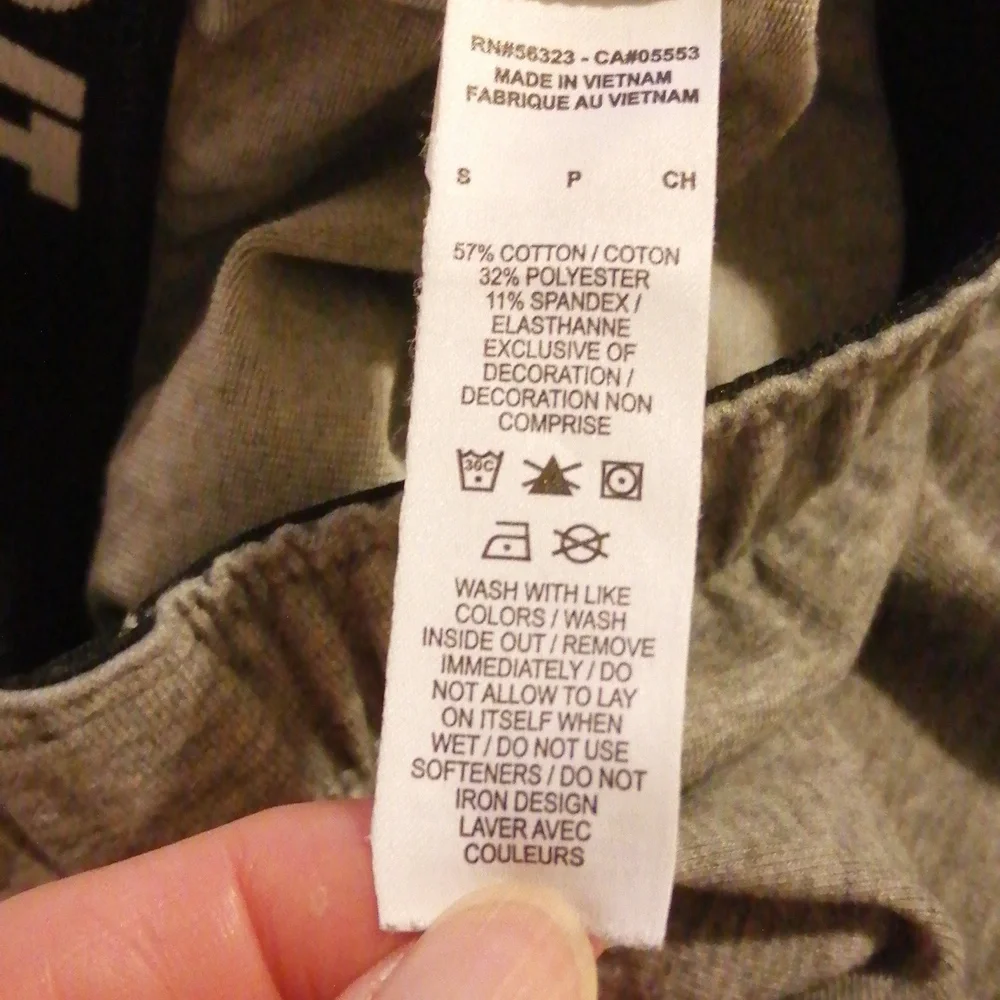 RN#56323 - CA#05553
MADE IN VIETNAM
FABRIQUE AU VIETNAM
S P CH
57% COTTON / COTON
32% POLYESTER
11% SPANDEX /
ELASTHANNE
EXCLUSIVE OF
DECORATION /
DECORATION NON
COMPRISE
30C
WASH WITH LIKE
COLORS / WASH
INSIDE OUT / REMOVE
IMMEDIATELY / DO
NOT ALLOW TO LAY
ON ITSELF WHEN
WET / DO NOT USE
SOFTENERS / DO NOT
IRON DESIGN
LAVER AVEC
COULEURS
IT